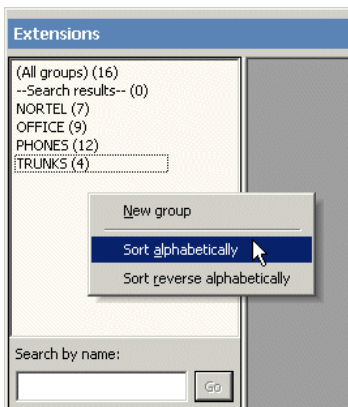 Extensions
(All groups) (16)
--Search results-- (0)
NORTEL (7)
OFFICE (9)
PHONES (12)
TRUNKS (4)
New group
Sort alphabetically
Sort reverse alphabetically
Search by name:
Go